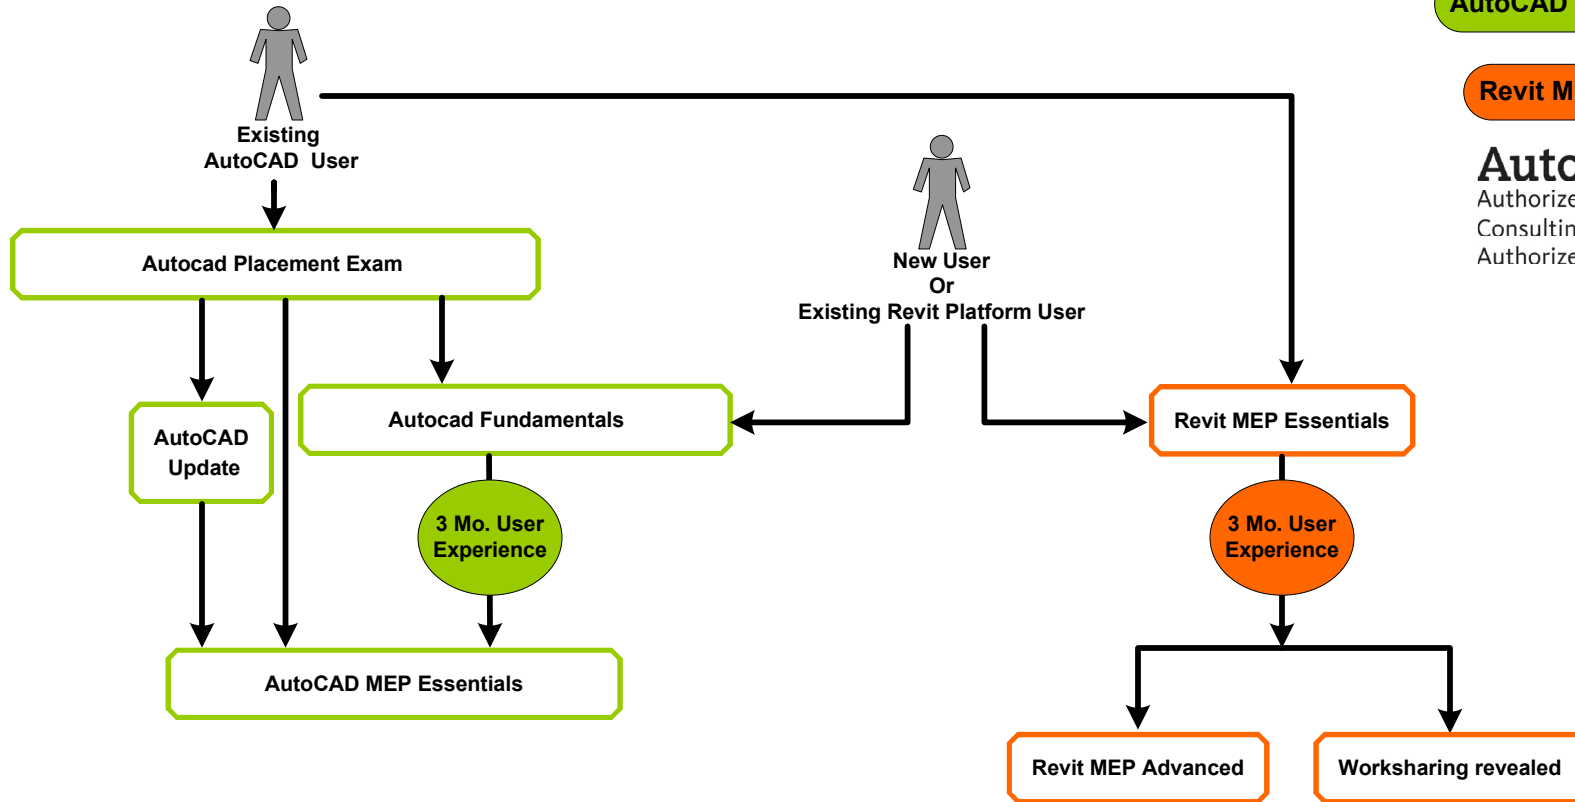 AutoCAD
Revit M
Auto
Authorize
Consultin
Authorize
Existing
AutoCAD User
New User
Or
Existing Revit Platform User
Autocad Placement Exam
AutoCAD
Update
Autocad Fundamentals
Revit MEP Essentials
3 Mo. User
Experience
3 Mo. User
Experience
AutoCAD MEP Essentials
Revit MEP Advanced
Worksharing revealed